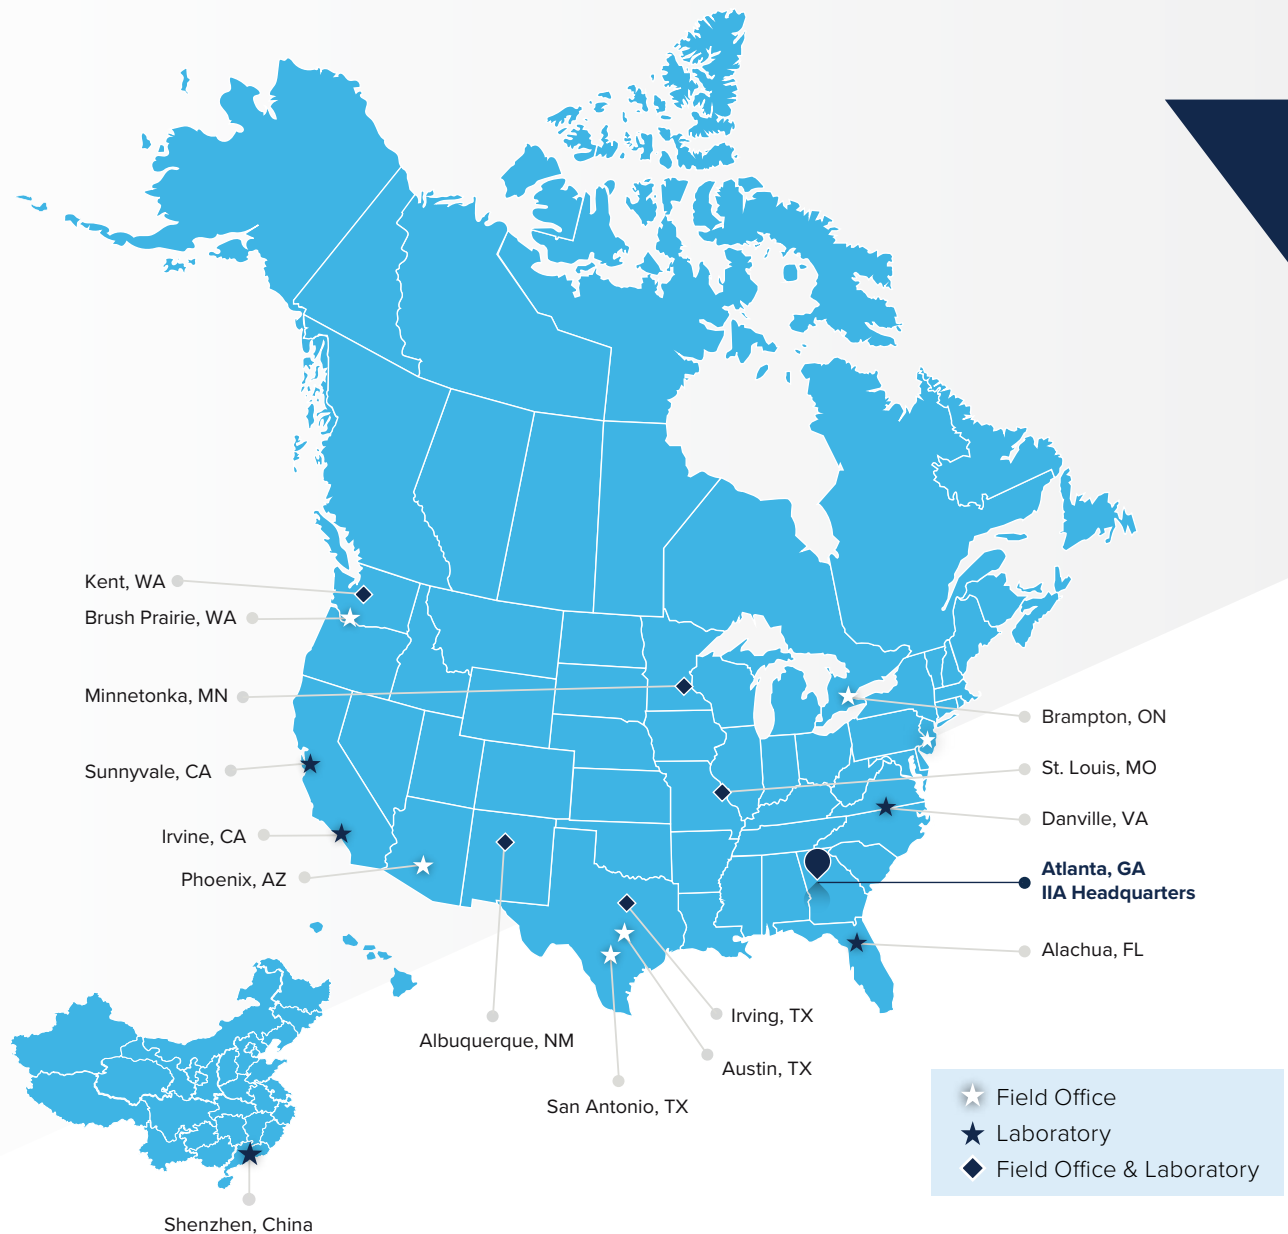 Kent, WA
Brush Prairie, WA
Minnetonka, MN
Sunnyvale, CA
Irvine, CA
Phoenix, AZ
Brampton, ON
St. Louis, MO
Danville, VA
Atlanta, GA
IIA Headquarters
Alachua, FL
Irving, TX
Albuquerque, NM
Austin, TX
San Antonio, TX
Shenzhen, China
Field Office
Laboratory
Field Office & Laboratory